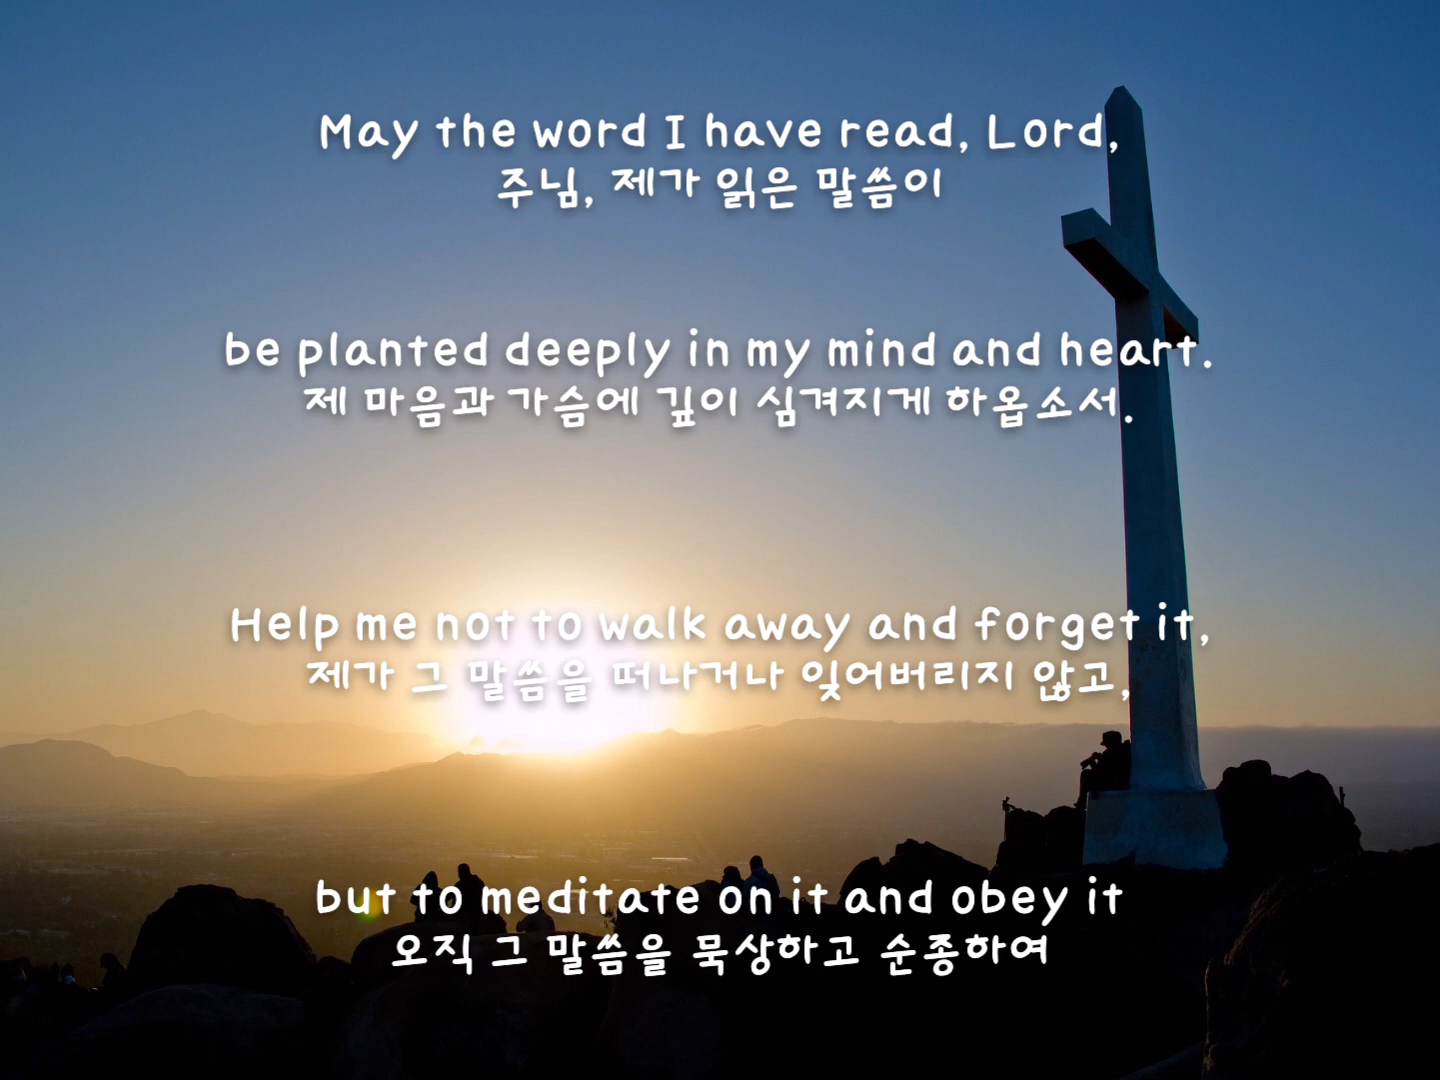 May the word I have read, Lord,
주님, 제가 읽은 말씀이
be planted deeply in my mind and heart.
제 마음과 가슴에 깊이 심겨지게 하옵소서.
Help me not to walk away and forget it,
제가 그 말씀을 떠나거나 잊어버리지 않고,
but to meditate on it and obey it
오직 그 말씀을 묵상하고 순종하여